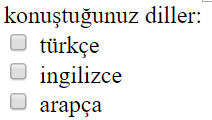 konuştuğunuz diller:
türkçe
ingilizce
arapça